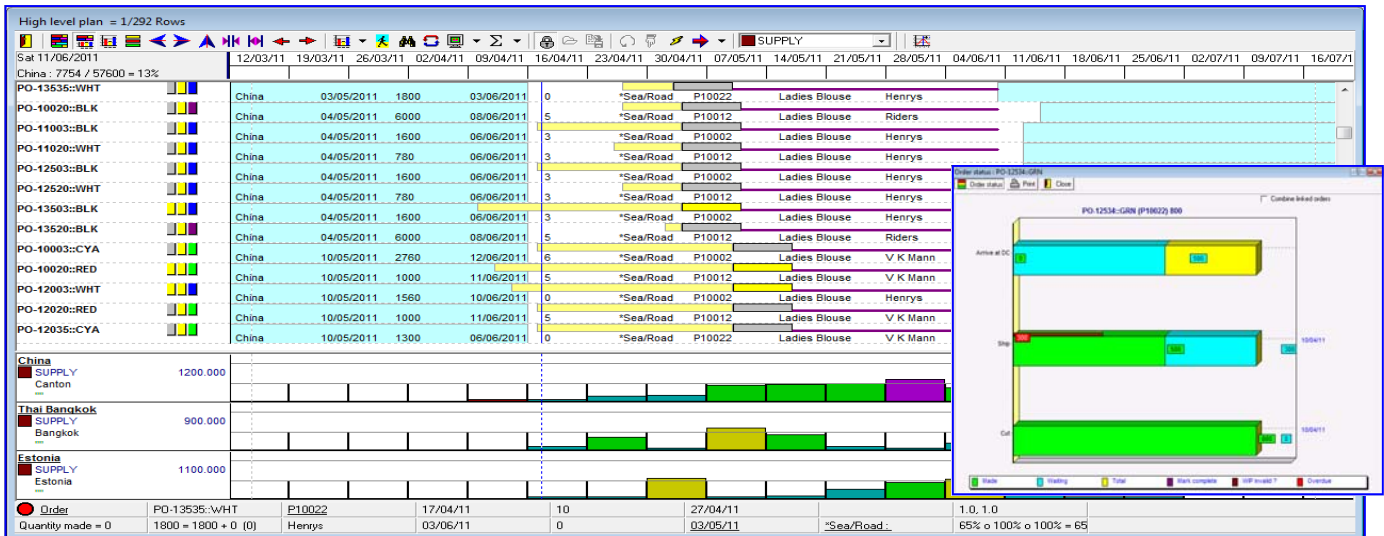 High level plan = 1/292 Rows
SUPPLY
Sat 11/06/2011 12/03/11 19/03/11 26/03/11 02/04/11 09/04/11 16/04/11 23/04/11 30/04/11 07/05/11 14/05/11 21/05/11 28/05/11 04/06/11 11/06/11 18/06/11 25/06/11 02/07/11 09/07/11 16/07/1
China : 7754 / 57600 = 13%
PO-13535::WHT
China 03/05/2011 1800 03/06/2011 0 *Sea/Road P10022 Ladies Blouse Henrys
PO-10020::BLK
China 04/05/2011 6000 08/06/2011 5 *Sea/Road P10012 Ladies Blouse Riders
PO-11003::BLK
China 04/05/2011 1600 06/06/2011 3 *Sea/Road P10002 Ladies Blouse Henrys
PO-11020::WHT
China 04/05/2011 780 06/06/2011 3 *Sea/Road P10012 Ladies Blouse Henrys
PO-12503::BLK
China 04/05/2011 1600 06/06/2011 3 *Sea/Road P10002 Ladies Blouse Henrys
PO-12520::WHT
China 04/05/2011 780 06/06/2011 3 *Sea/Road P10012 Ladies Blouse Henrys
PO-13503::BLK
China 04/05/2011 1600 06/06/2011 3 *Sea/Road P10002 Ladies Blouse Henrys
PO-13520::BLK
China 04/05/2011 6000 08/06/2011 5 *Sea/Road P10012 Ladies Blouse Riders
PO-10003::CYA
China 10/05/2011 2760 12/06/2011 6 *Sea/Road P10002 Ladies Blouse V K Mann
PO-10020::RED
China 10/05/2011 1000 11/06/2011 5 *Sea/Road P10012 Ladies Blouse V K Mann
PO-12003::WHT
China 10/05/2011 1560 10/06/2011 0 *Sea/Road P10002 Ladies Blouse Henrys
PO-12020::RED
China 10/05/2011 1000 11/06/2011 5 *Sea/Road P10012 Ladies Blouse V K Mann
PO-12035::CYA
China 10/05/2011 1300 06/06/2011 0 *Sea/Road P10022 Ladies Blouse V K Mann
China
SUPPLY 1200.000
Canton
Thai Bangkok
SUPPLY 900.000
Bangkok
Estonia
SUPPLY 1100.000
Estonia
Order PO-13535::WHT P10022 17/04/11 10 27/04/11 1.0, 1.0
Quantity made = 0 1800 = 1800 + 0 (0) Henrys 03/06/11 0 03/05/11 *Sea/Road : 65% o 100% o 100% = 65
Order status : PO-12534::GRN
Order status Print Close
Combine linked orders
PO-12534::GRN (P10022) 800
Arrive at DC 0 500
Ship 300 500 300 10/04/11
Cut 800 0 10/04/11
Made Waiting Total Mark complete WIP invalid ? Overdue